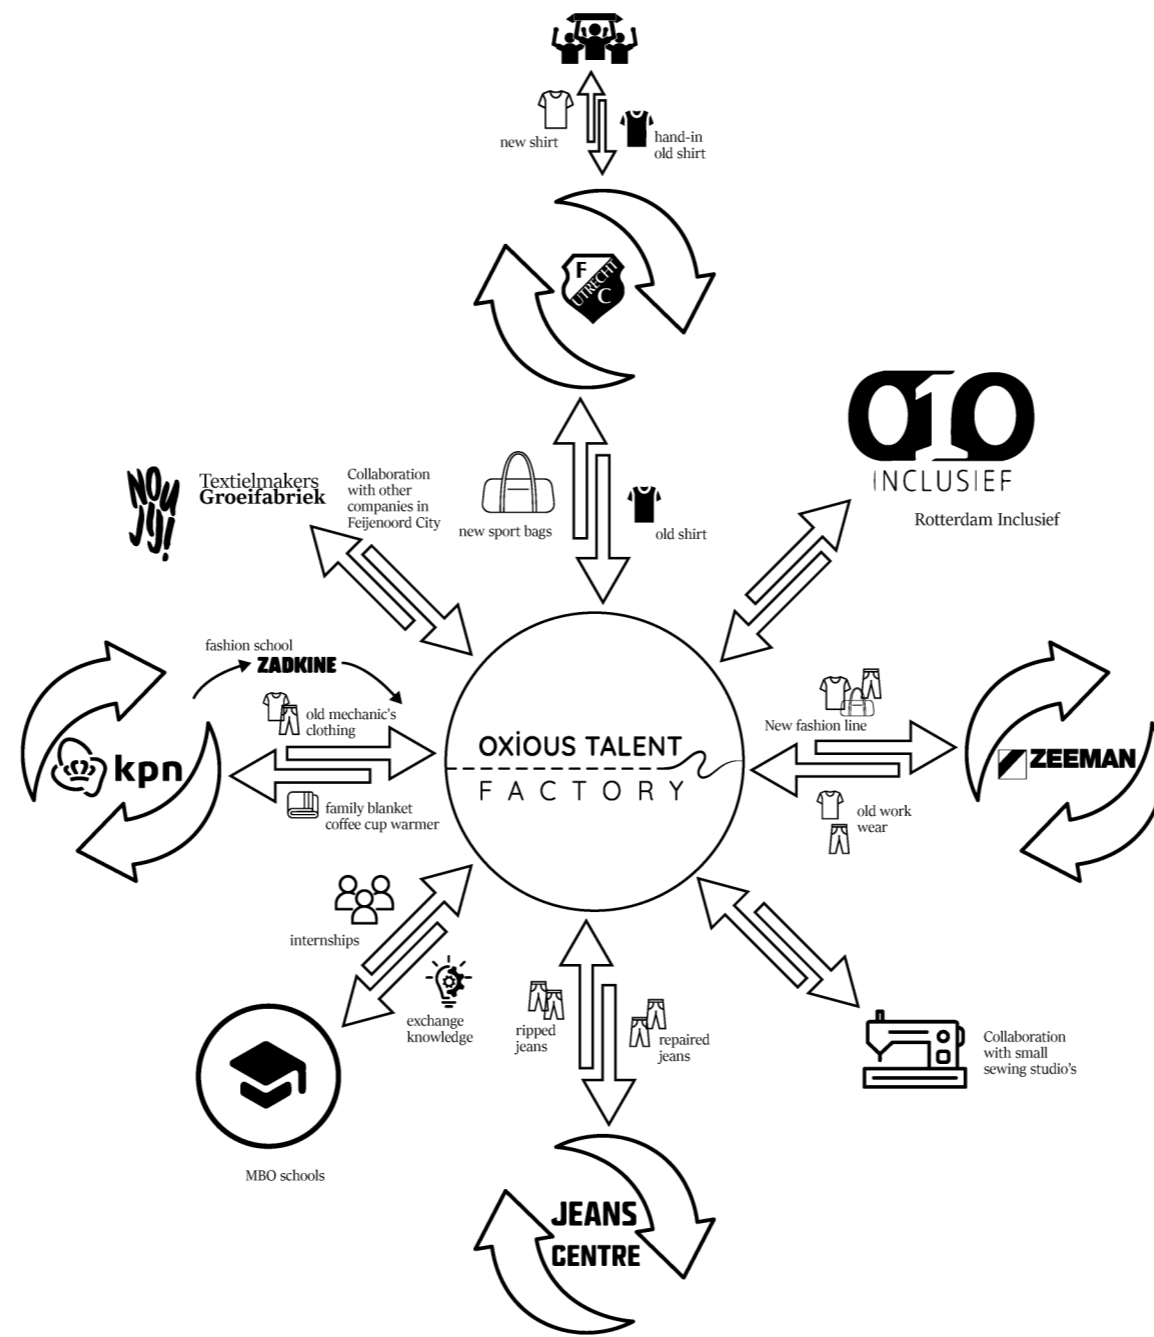 new shirt
hand-in
old shirt
F
UTRECHT
C
010
INCLUSIEF
Rotterdam Inclusief
NOU
JIJ!
Textielmakers
Groeifabriek
Collaboration
with other
companies in
Feijenoord City
new sport bags
old shirt
fashion school
ZADKINE
old mechanic's
clothing
kpn
family blanket
coffee cup warmer
OXiOUS TALENT
FACTORY
New fashion line
ZEEMAN
old work
wear
internships
exchange
knowledge
MBO schools
ripped
jeans
repaired
jeans
Collaboration
with small
sewing studio's
JEANS
CENTRE